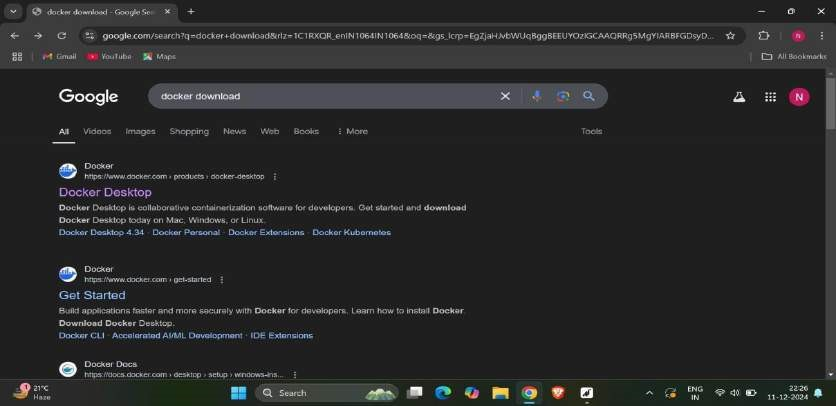 docker download - Google Sea
google.com/search?q=docker+download&rlz=1C1RXQR_enIN1064IN1064&oq=&gs_lcrp=EgZjaHJvbWUqBggBEEUYOzIGCAAQRRg5MgYIARBFGDsyD...
N
Gmail YouTube Maps
All Bookmarks
Google
docker download
N
All Videos Images Shopping News Web Books More Tools
Docker
https://www.docker.com › products › docker-desktop
Docker Desktop
Docker Desktop is collaborative containerization software for developers. Get started and download
Docker Desktop today on Mac, Windows, or Linux.
Docker Desktop 4.34 · Docker Personal · Docker Extensions · Docker Kubernetes
Docker
https://www.docker.com › get-started
Get Started
Build applications faster and more securely with Docker for developers. Learn how to install Docker.
Download Docker Desktop.
Docker CLI · Accelerated AI/ML Development · IDE Extensions
Docker Docs
https://docs.docker.com › desktop › setup › windows-ins...
21°C
Haze
Search
ENG
IN
22:26
11-12-2024